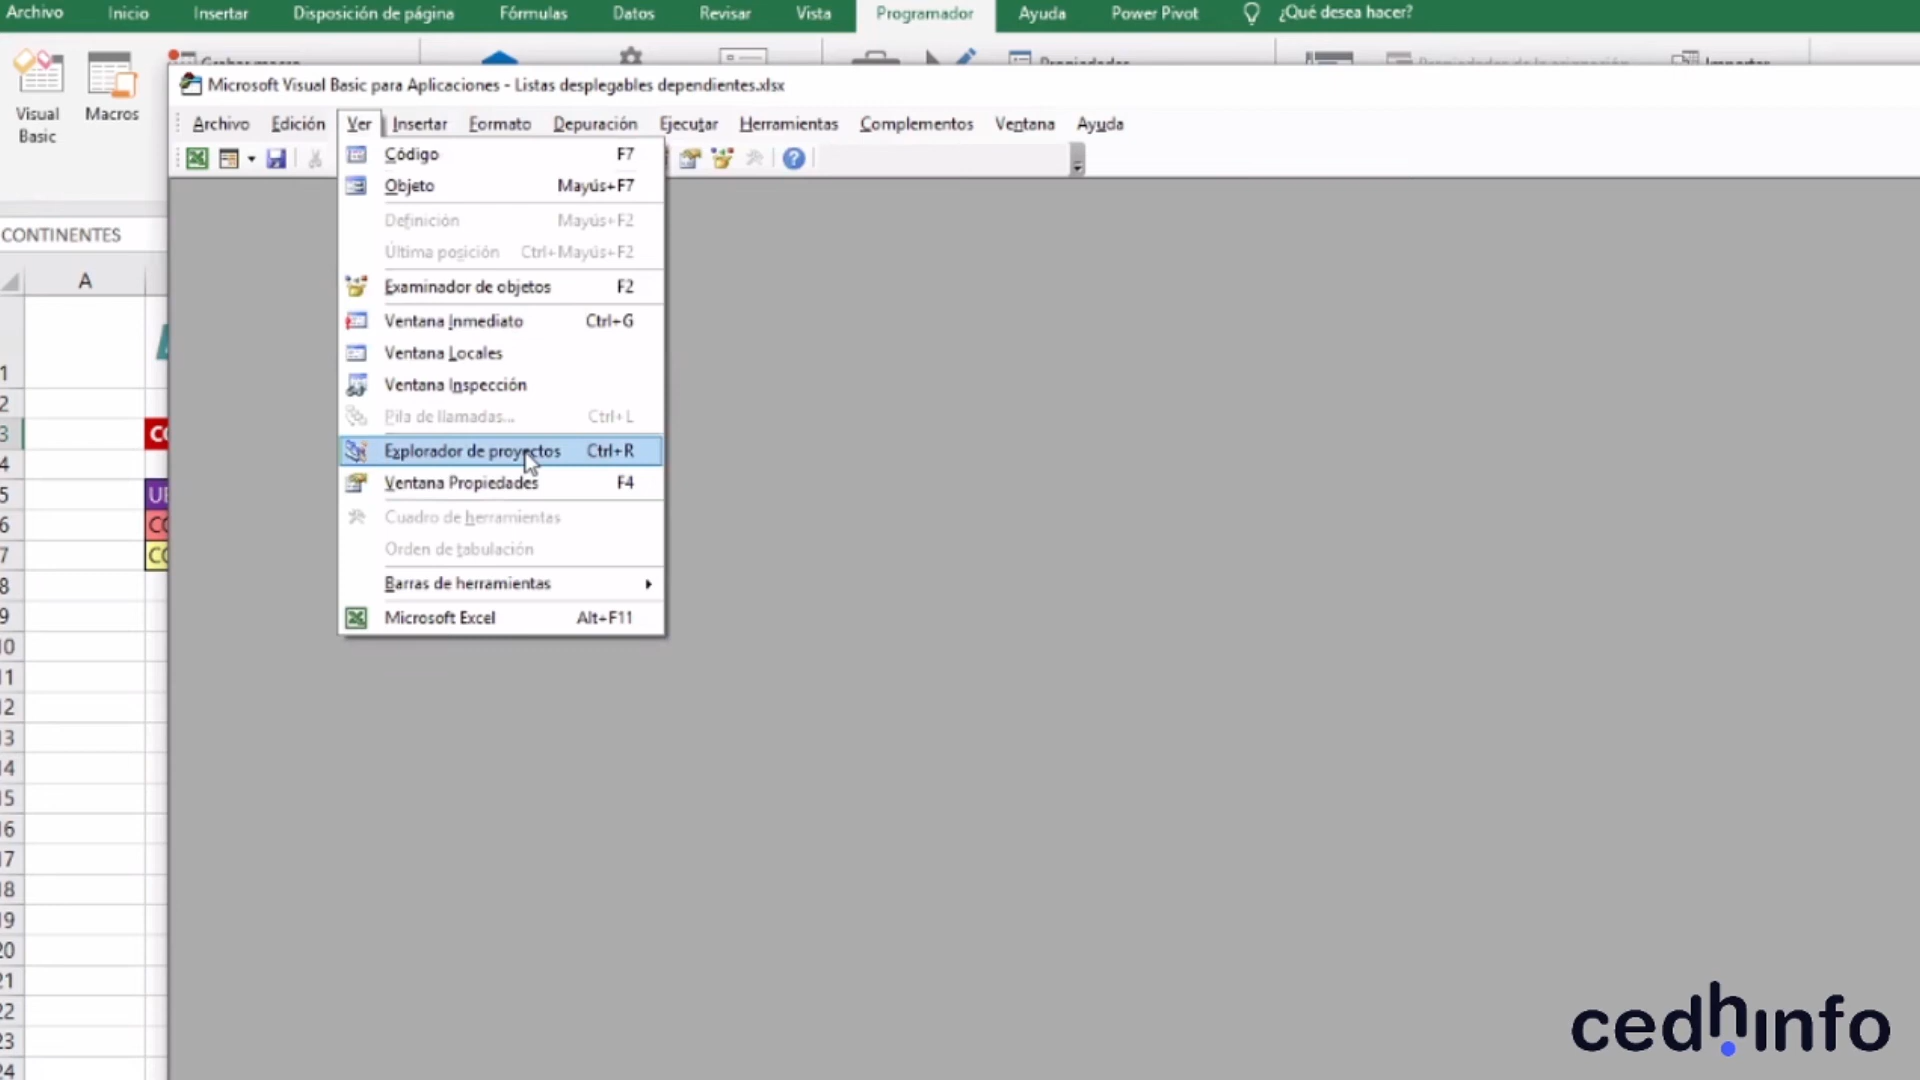 Archivo Inicio Insertar Disposición de página Fórmulas Datos Revisar Vista Programador Ayuda Power Pivot ¿Qué desea hacer?
Visual
Basic
Macros
Microsoft Visual Basic para Aplicaciones - Listas desplegables dependientes.xlsx
Archivo Edición Ver Insertar Formato Depuración Ejecutar Herramientas Complementos Ventana Ayuda
Código F7
Objeto Mayús+F7
Definición Mayús+F2
Última posición Ctrl+Mayús+F2
Examinador de objetos F2
Ventana Inmediato Ctrl+G
Ventana Locales
Ventana Inspección
Pila de llamadas... Ctrl+L
Explorador de proyectos Ctrl+R
Ventana Propiedades F4
Cuadro de herramientas
Orden de tabulación
Barras de herramientas
Microsoft Excel Alt+F11
CONTINENTES
A
1
2
3
4
5
6
7
8
9
10
11
12
13
14
15
16
17
18
19
20
21
22
23
24
cedhinfo